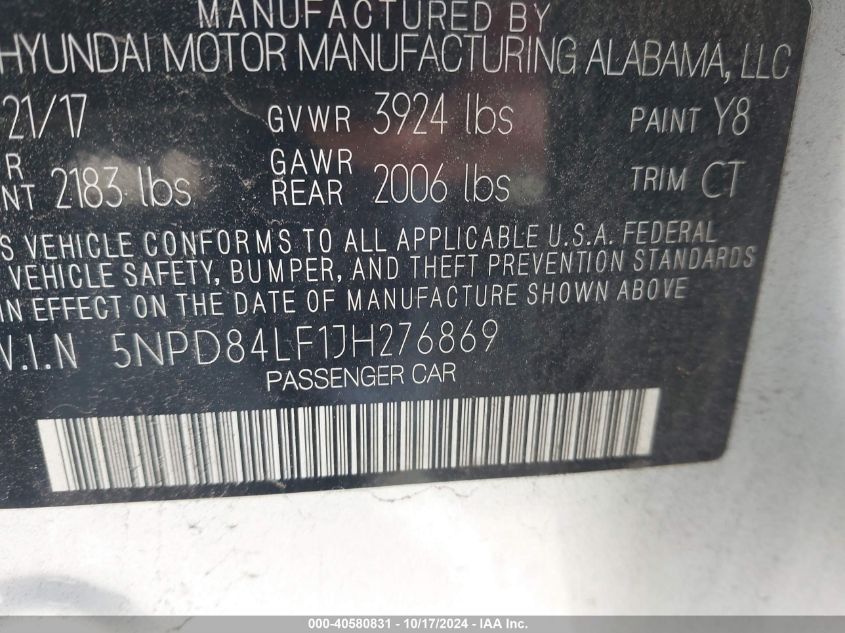 MANUFACTURED BY
HYUNDAI MOTOR MANUFACTURING ALABAMA, LLC
21/17 GVWR 3924 lbs PAINT Y8
R GAWR
NT 2183 lbs REAR 2006 lbs TRIM CT
S VEHICLE CONFORMS TO ALL APPLICABLE U.S.A. FEDERAL
VEHICLE SAFETY, BUMPER, AND THEFT PREVENTION STANDARDS
IN EFFECT ON THE DATE OF MANUFACTURE SHOWN ABOVE
V.I.N 5NPD84LF1JH276869
PASSENGER CAR
000-40580831 - 10/17/2024 - IAA Inc.